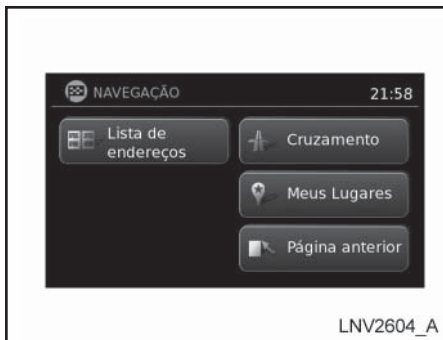 NAVEGAÇÃO 21:58
Lista de
endereços
Cruzamento
Meus Lugares
Página anterior
LNV2604_A